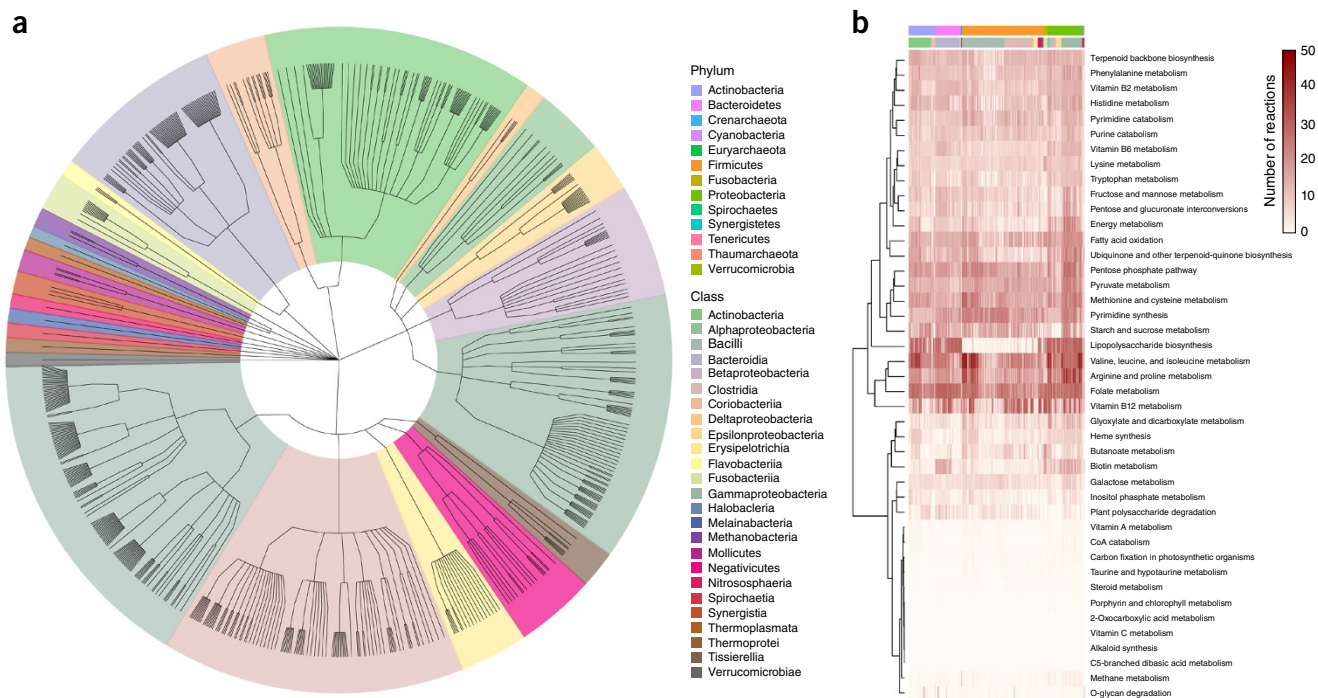 a
Phylum
Actinobacteria
Bacteroidetes
Crenarchaeota
Cyanobacteria
Euryarchaeota
Firmicutes
Fusobacteria
Proteobacteria
Spirochaetes
Synergistetes
Tenericutes
Thaumarchaeota
Verrucomicrobia
Class
Actinobacteria
Alphaproteobacteria
Bacilli
Bacteroidia
Betaproteobacteria
Clostridia
Coriobacteriia
Deltaproteobacteria
Epsilonproteobacteria
Erysipelotrichia
Flavobacteriia
Fusobacteriia
Gammaproteobacteria
Halobacteria
Melainabacteria
Methanobacteria
Mollicutes
Negativicutes
Nitrososphaeria
Spirochaetia
Synergistia
Thermoplasmata
Thermoprotei
Tissierellia
Verrucomicrobiae
b
Terpenoid backbone biosynthesis
Phenylalanine metabolism
Vitamin B2 metabolism
Histidine metabolism
Pyrimidine catabolism
Purine catabolism
Vitamin B6 metabolism
Lysine metabolism
Tryptophan metabolism
Fructose and mannose metabolism
Pentose and glucuronate interconversions
Energy metabolism
Fatty acid oxidation
Ubiquinone and other terpenoid-quinone biosynthesis
Pentose phosphate pathway
Pyruvate metabolism
Methionine and cysteine metabolism
Pyrimidine synthesis
Starch and sucrose metabolism
Lipopolysaccharide biosynthesis
Valine, leucine, and isoleucine metabolism
Arginine and proline metabolism
Folate metabolism
Vitamin B12 metabolism
Glyoxylate and dicarboxylate metabolism
Heme synthesis
Butanoate metabolism
Biotin metabolism
Galactose metabolism
Inositol phosphate metabolism
Plant polysaccharide degradation
Vitamin A metabolism
CoA catabolism
Carbon fixation in photosynthetic organisms
Taurine and hypotaurine metabolism
Steroid metabolism
Porphyrin and chlorophyll metabolism
2-Oxocarboxylic acid metabolism
Vitamin C metabolism
Alkaloid synthesis
C5-branched dibasic acid metabolism
Methane metabolism
O-glycan degradation
Number of reactions
50
40
30
20
10
0